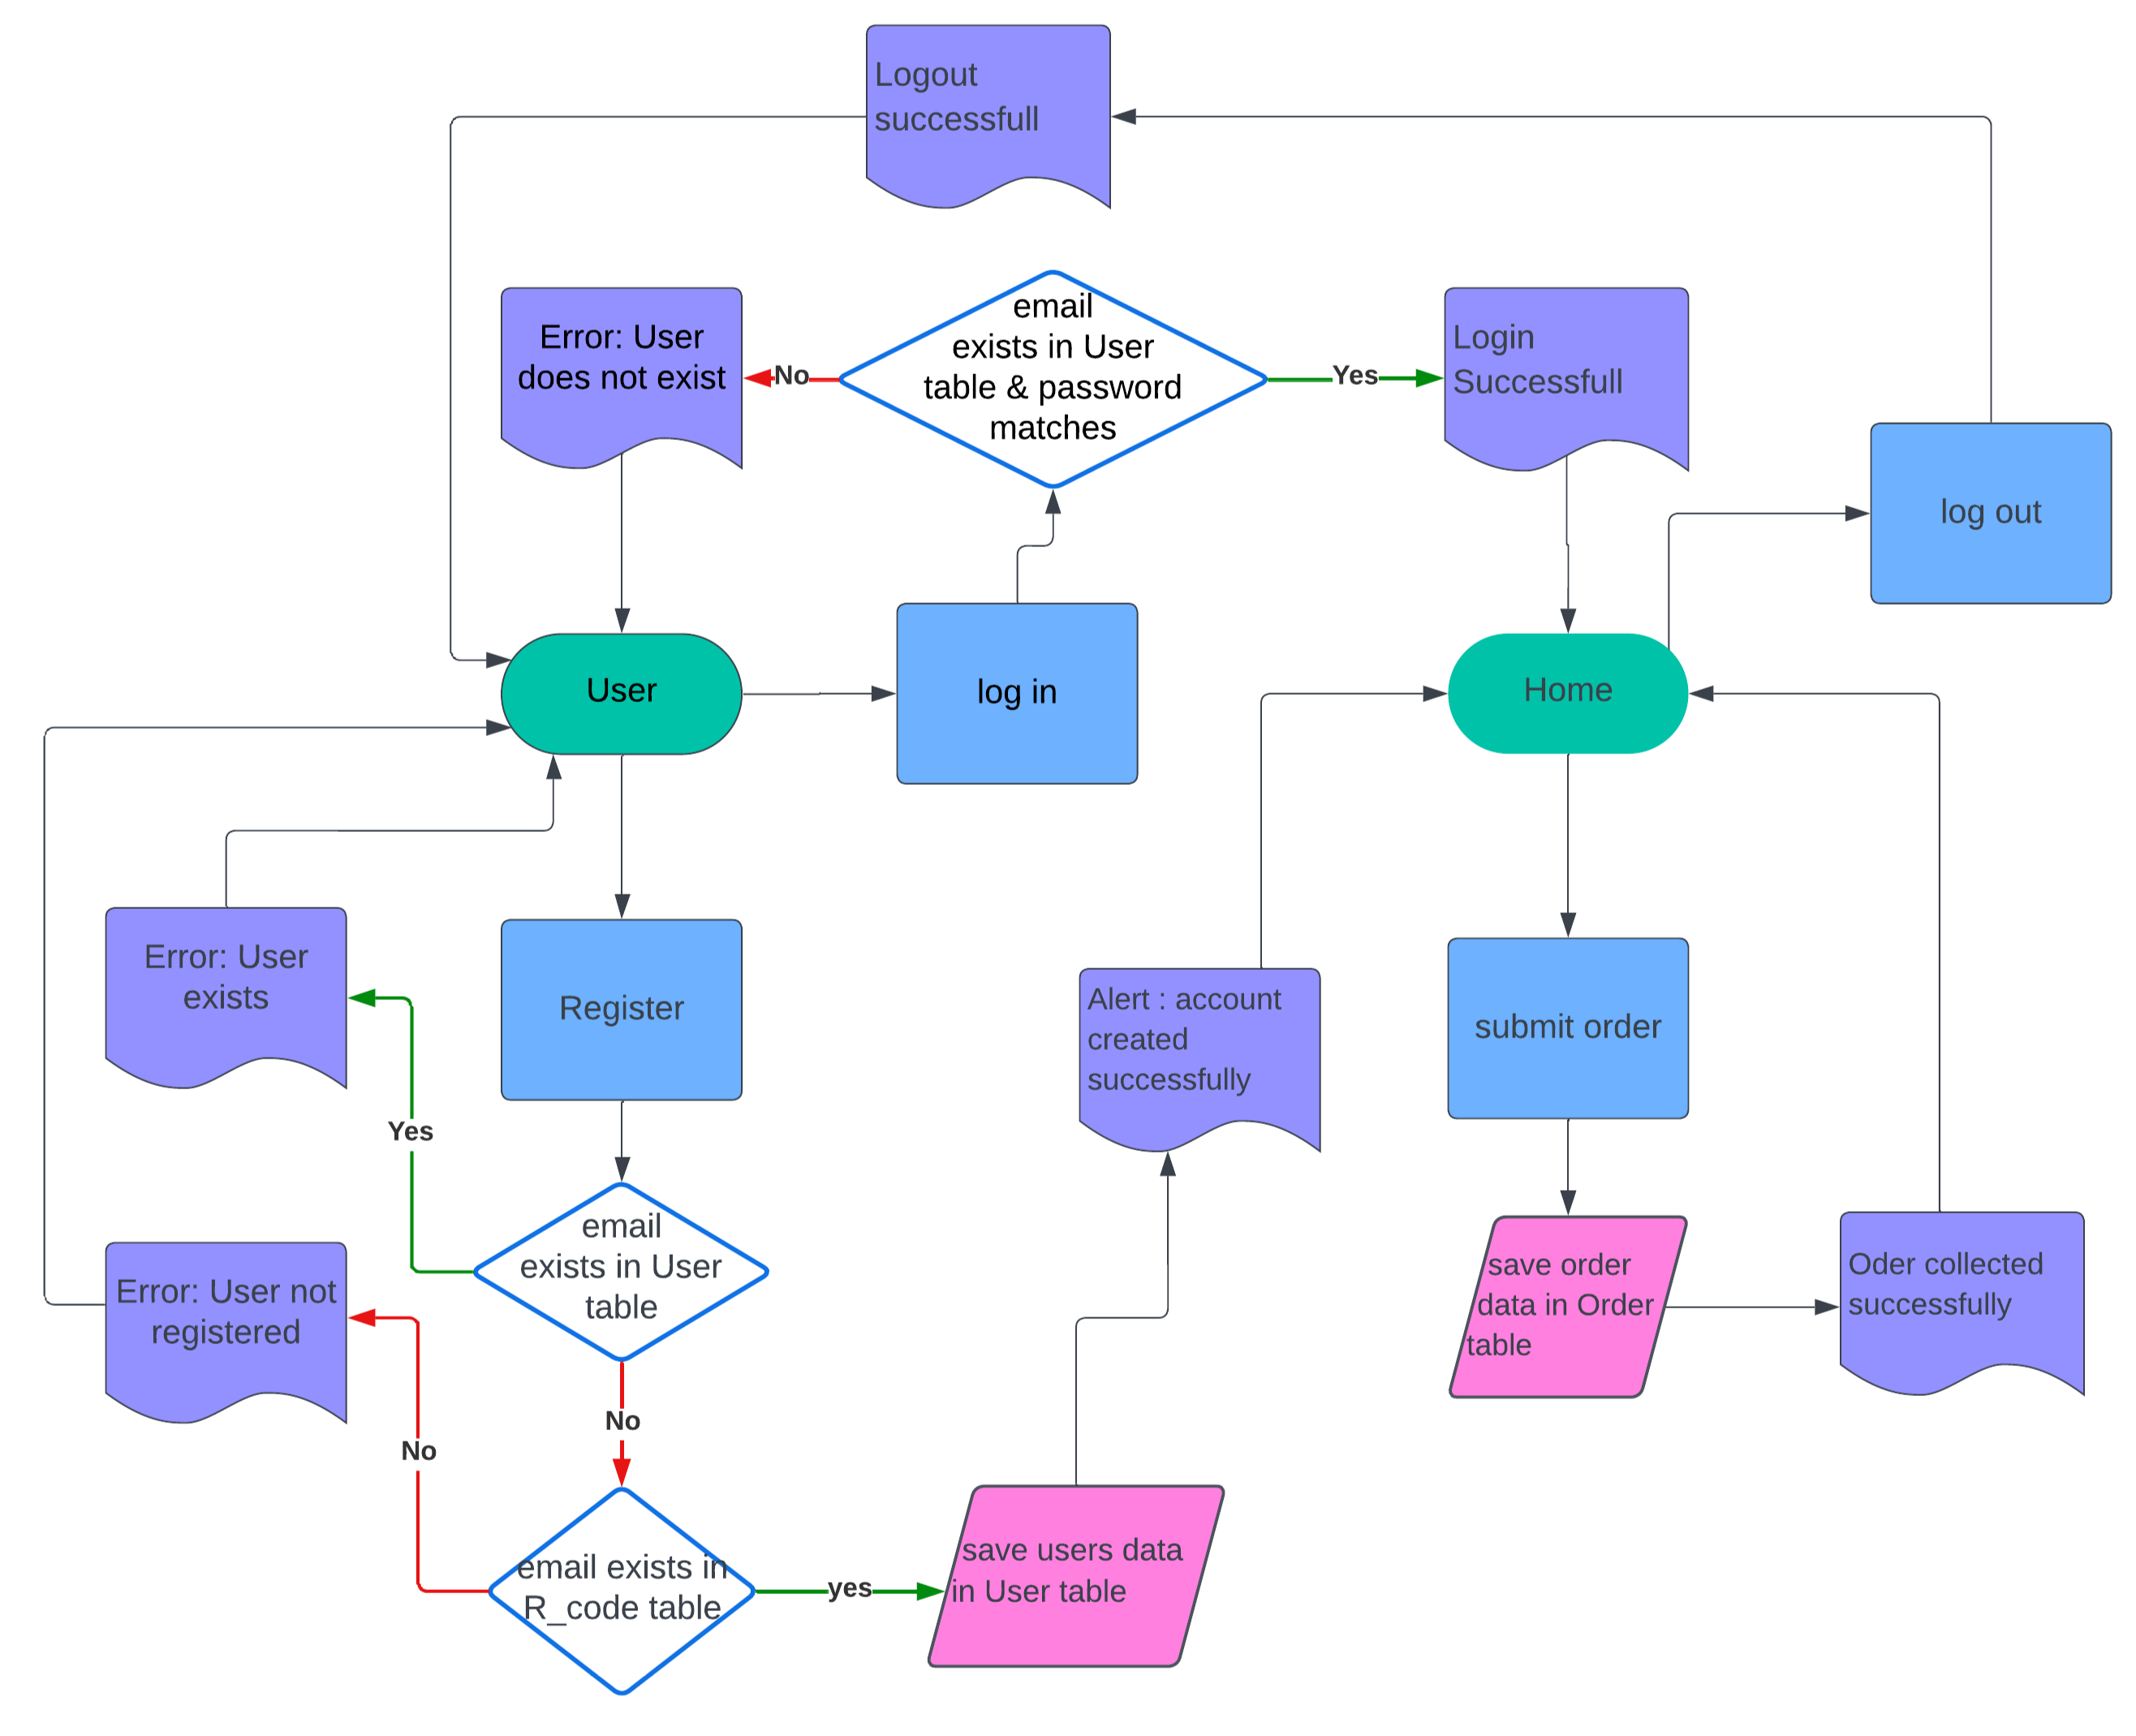 Logout
successfull
Error: User
does not exist
No
email
exists in User
table & password
matches
Yes
Login
Successfull
log out
User
log in
Home
Error: User
exists
Register
Alert : account
created
successfully
submit order
Yes
email
exists in User
table
save order
data in Order
table
Oder collected
successfully
Error: User not
registered
No
No
email exists in
R_code table
yes
save users data
in User table